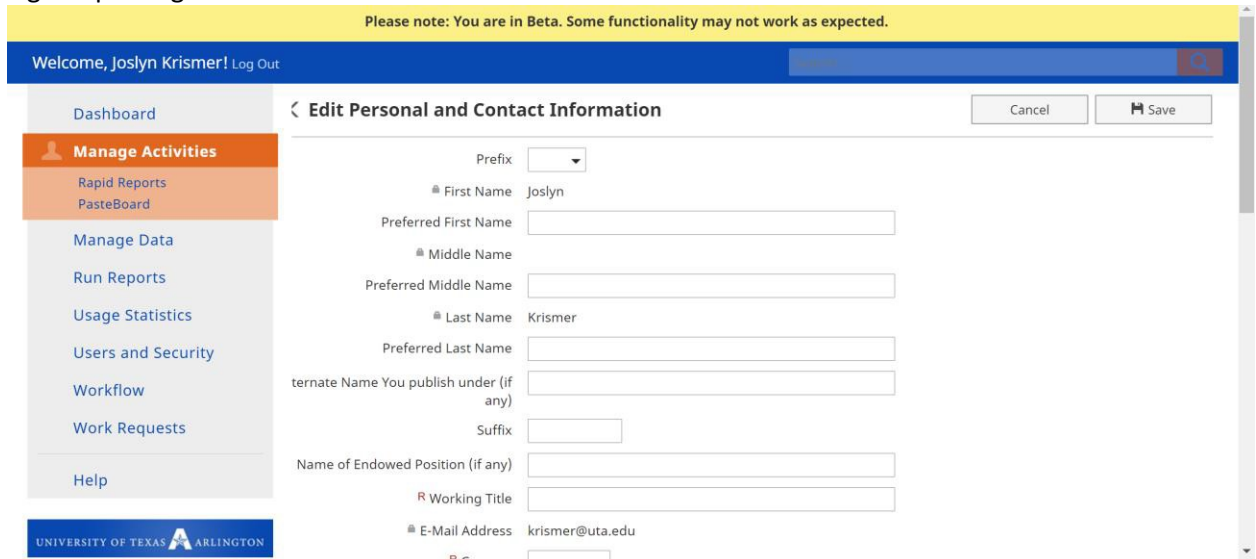 Please note: You are in Beta. Some functionality may not work as expected.
Welcome, Joslyn Krismer! Log Out
Dashboard
Manage Activities
Rapid Reports
PasteBoard
Manage Data
Run Reports
Usage Statistics
Users and Security
Workflow
Work Requests
Help
UNIVERSITY OF TEXAS A ARLINGTON
Edit Personal and Contact Information
Cancel
Save
Prefix
First Name Joslyn
Preferred First Name
Middle Name
Preferred Middle Name
Last Name Krismer
Preferred Last Name
ternate Name You publish under (if
any)
Suffix
Name of Endowed Position (if any)
R Working Title
E-Mail Address krismer@uta.edu